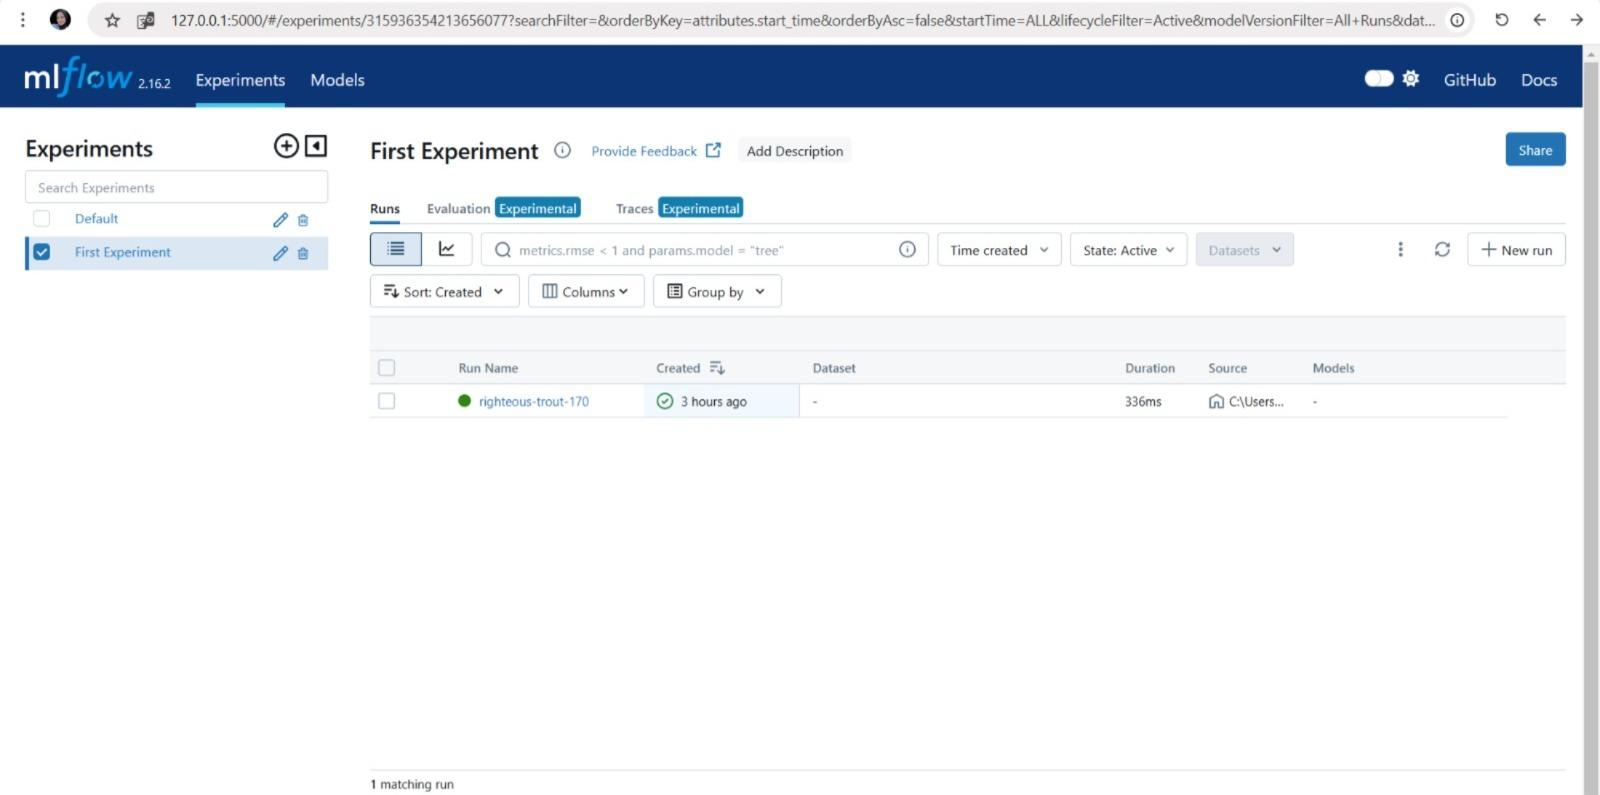 127.0.0.1:5000/#/experiments/315936354213656077?searchFilter=&orderByKey=attributes.start_time&orderByAsc=false&startTime=ALL&lifecycleFilter=Active&modelVersionFilter=All+Runs&dat...
mlflow 2.16.2 Experiments Models GitHub Docs
Experiments
Search Experiments
Default
First Experiment
First Experiment Provide Feedback Add Description Share
Runs Evaluation Experimental Traces Experimental
metrics.rmse < 1 and params.model = "tree" Time created State: Active Datasets New run
Sort: Created Columns Group by
Run Name Created Dataset Duration Source Models
righteous-trout-170 3 hours ago - 336ms C:\Users... -
1 matching run